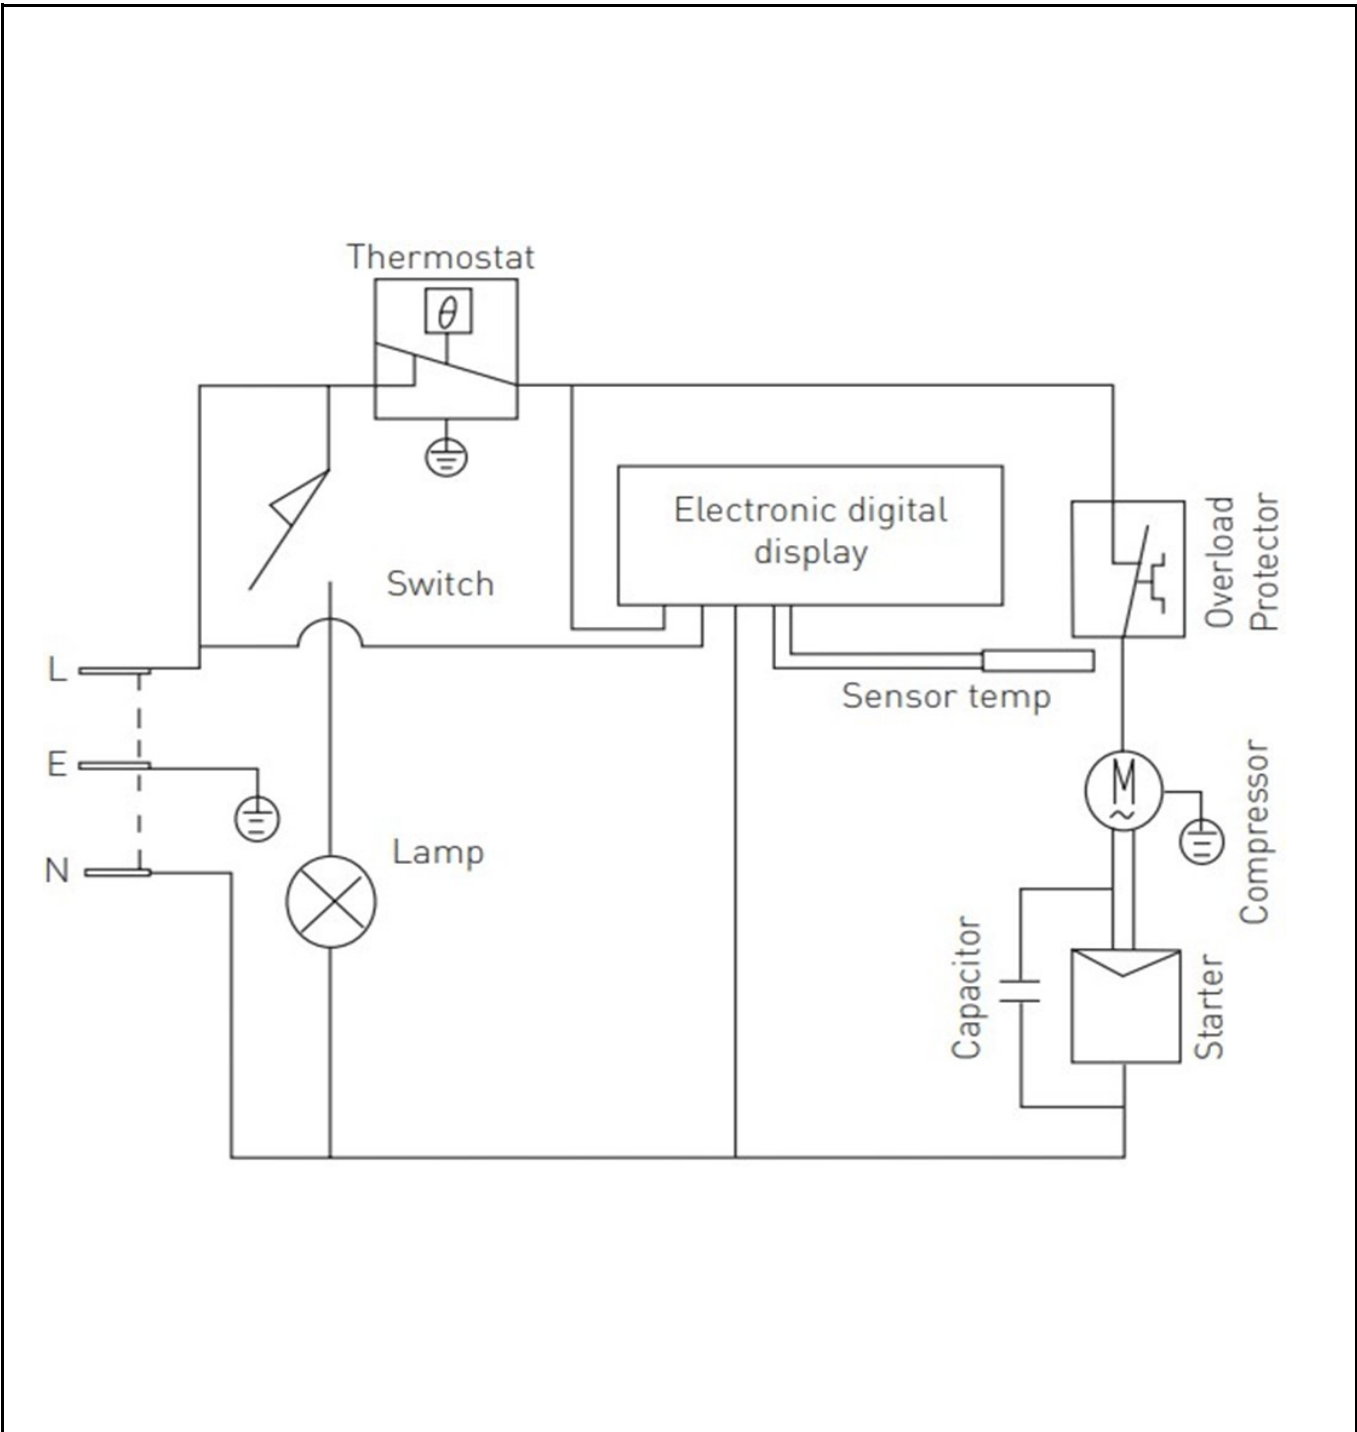 Thermostat
θ
Electronic digital
display
Overload
Protector
Switch
L
Sensor temp
E
M
~
Compressor
Lamp
N
Capacitor
Starter